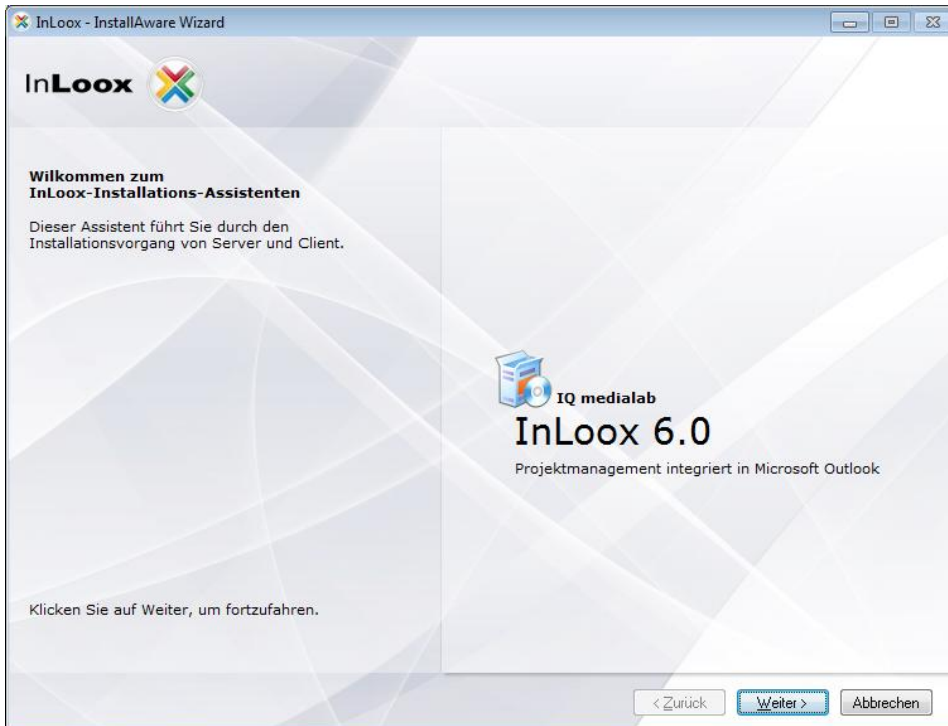 InLoox - InstallAware Wizard
InLoox
Wilkommen zum
InLoox-Installations-Assistenten
Dieser Assistent führt Sie durch den
Installationsvorgang von Server und Client.
IQ medialab
InLoox 6.0
Projektmanagement integriert in Microsoft Outlook
Klicken Sie auf Weiter, um fortzufahren.
< Zurück Weiter > Abbrechen